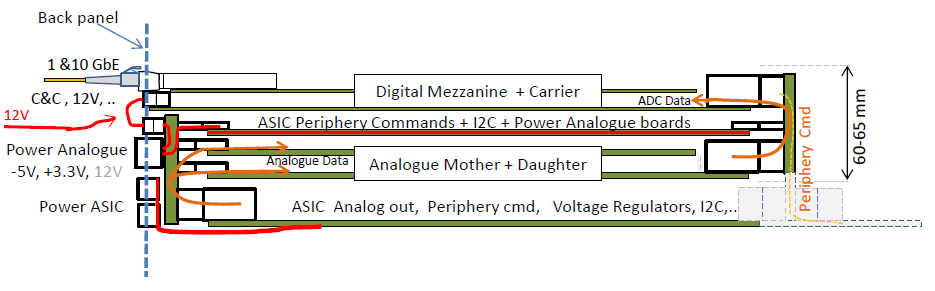 Back panel
1 &10 GbE
C&C , 12V, ..
12V
Digital Mezzanine + Carrier
ADC Data
ASIC Periphery Commands + I2C + Power Analogue boards
Power Analogue
-5V, +3.3V, 12V
Analogue Data
Analogue Mother + Daughter
Power ASIC
ASIC Analog out, Periphery cmd, Voltage Regulators, I2C,..
Periphery Cmd
60-65 mm